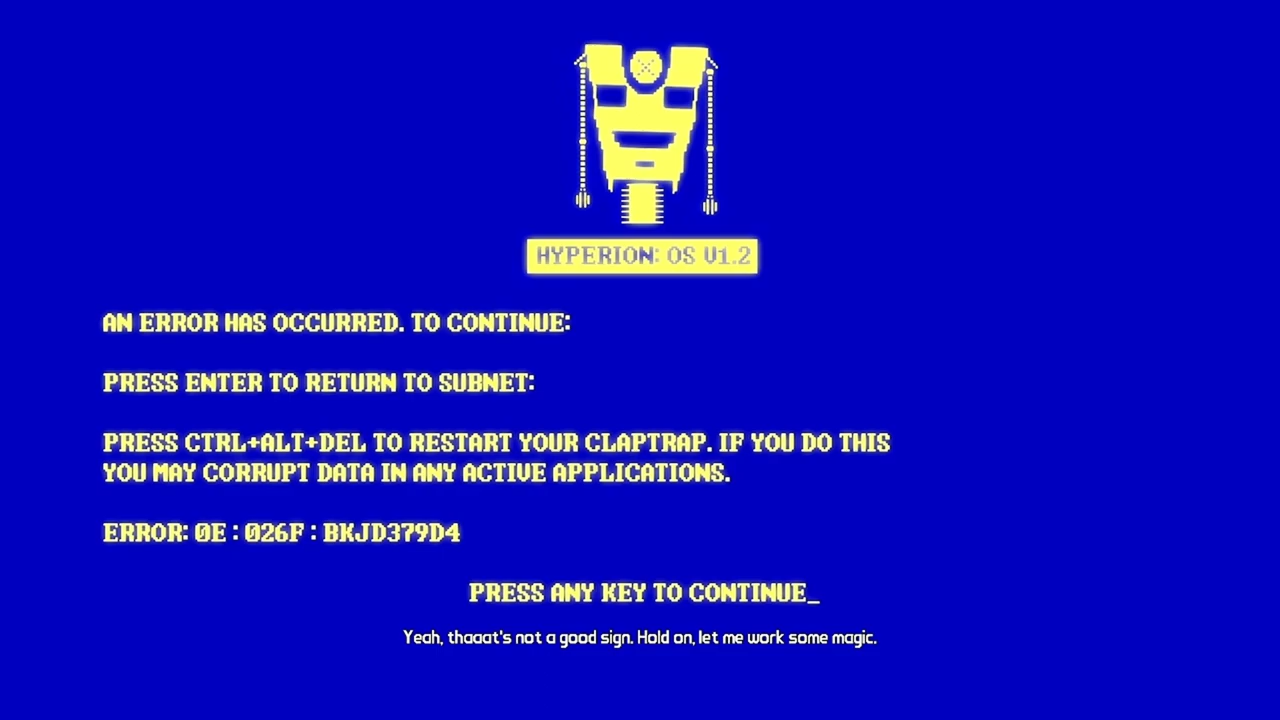 HYPERION: OS V1.2
AN ERROR HAS OCCURRED. TO CONTINUE:
PRESS ENTER TO RETURN TO SUBNET:
PRESS CTRL+ALT+DEL TO RESTART YOUR CLAPTRAP. IF YOU DO THIS
YOU MAY CORRUPT DATA IN ANY ACTIVE APPLICATIONS.
ERROR: 0E : 026F : BKJD379D4
PRESS ANY KEY TO CONTINUE_
Yeah, thaaat's not a good sign. Hold on, let me work some magic.